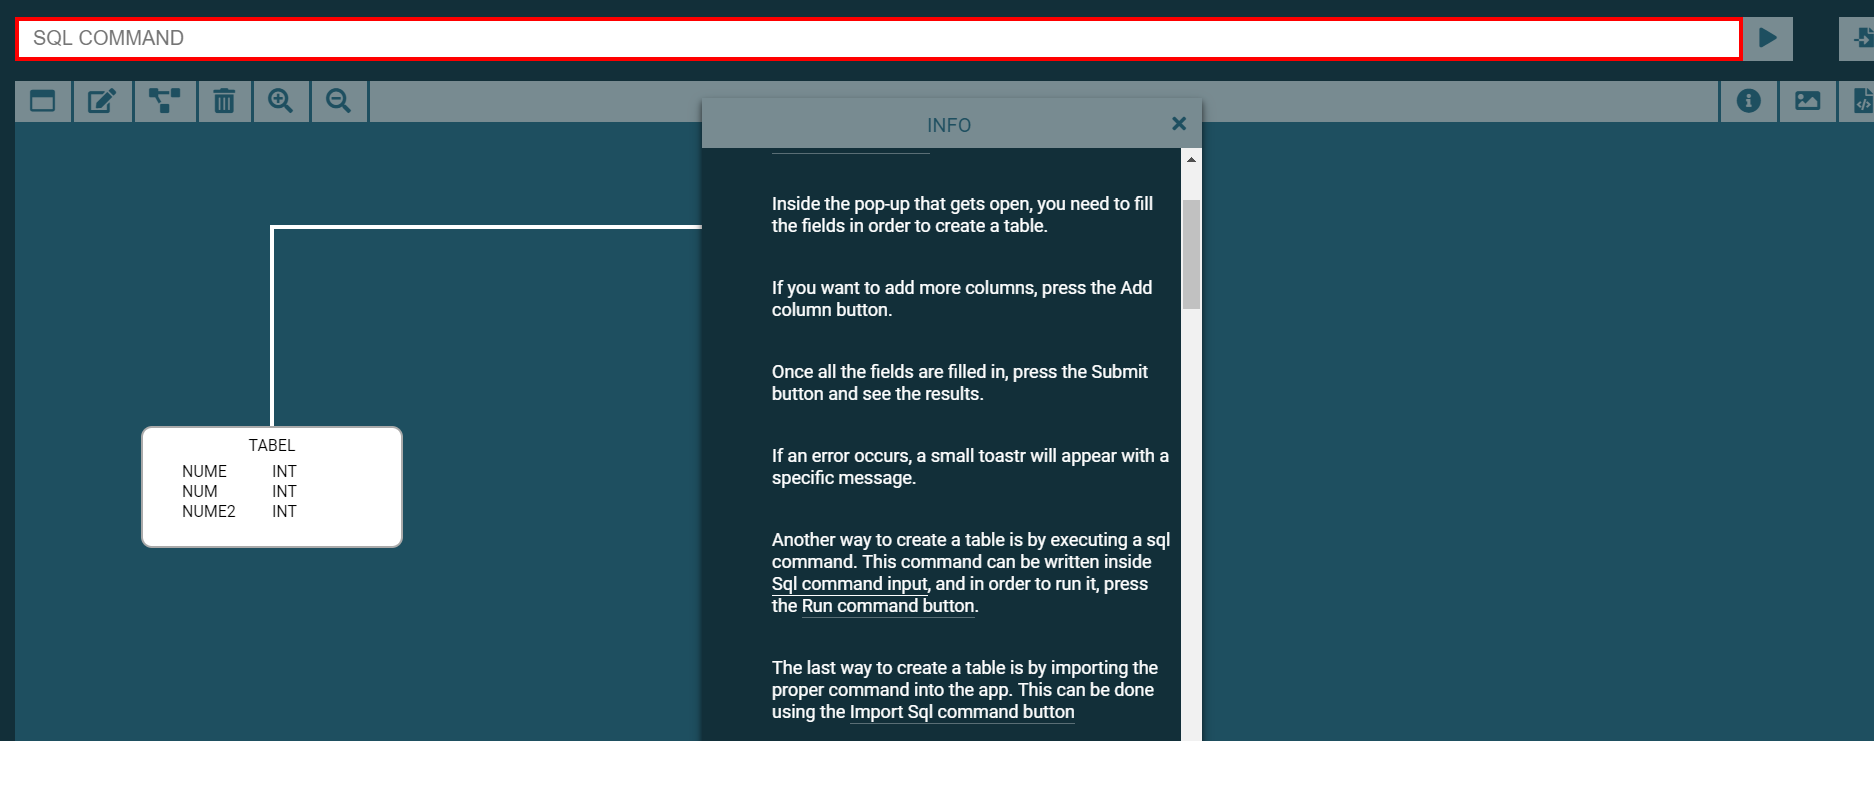 SQL COMMAND
INFO
Inside the pop-up that gets open, you need to fill
the fields in order to create a table.
If you want to add more columns, press the Add
column button.
Once all the fields are filled in, press the Submit
button and see the results.
If an error occurs, a small toastr will appear with a
specific message.
Another way to create a table is by executing a sql
command. This command can be written inside
Sql command input, and in order to run it, press
the Run command button.
The last way to create a table is by importing the
proper command into the app. This can be done
using the Import Sql command button
TABEL
NUME INT
NUM INT
NUME2 INT